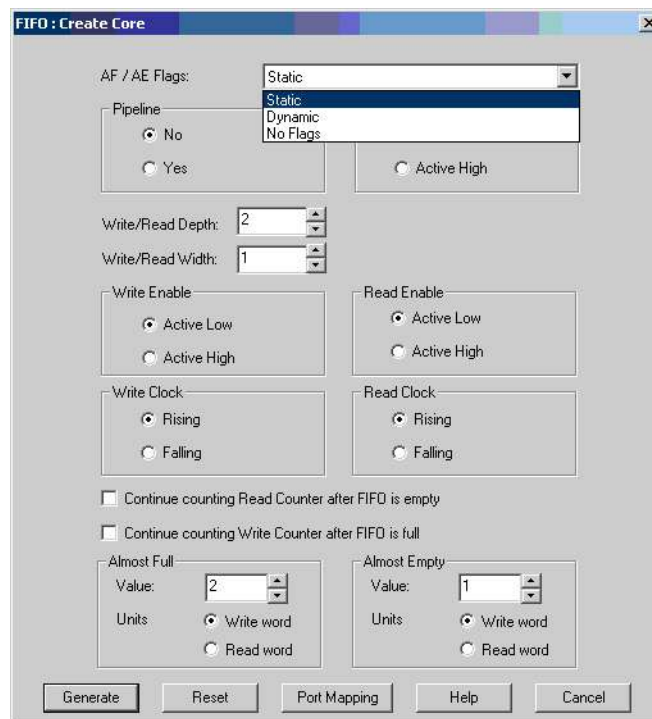 FIFO : Create Core
AF / AE Flags: Static
Static
Dynamic
No Flags
Pipeline
No
Yes
Active High
Write/Read Depth: 2
Write/Read Width: 1
Write Enable
Active Low
Active High
Read Enable
Active Low
Active High
Write Clock
Rising
Falling
Read Clock
Rising
Falling
Continue counting Read Counter after FIFO is empty
Continue counting Write Counter after FIFO is full
Almost Full
Value: 2
Units Write word
Read word
Almost Empty
Value: 1
Units Write word
Read word
Generate Reset Port Mapping Help Cancel